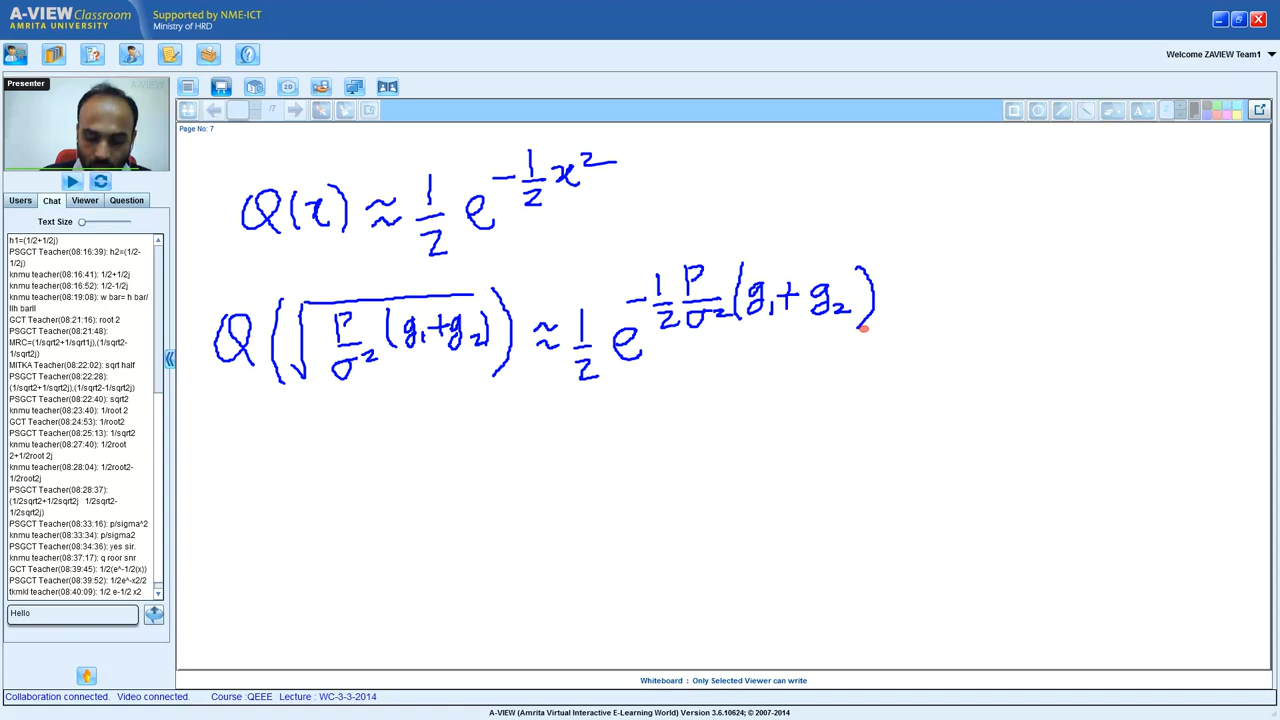 A-VIEW Classroom
AMRITA UNIVERSITY
Supported by NME-ICT
Ministry of HRD
Welcome ZAVIEW Team1
Presenter
A-VIEW
/7
Page No: 7
Users Chat Viewer Question
Text Size
h1=(1/2+1/2j)
PSGCT Teacher(08:16:39): h2=(1/2-
1/2j)
knmu teacher(08:16:41): 1/2+1/2j
knmu teacher(08:16:52): 1/2-1/2j
knmu teacher(08:19:08): w bar= h bar/
llh barll
GCT Teacher(08:21:16): root 2
PSGCT Teacher(08:21:48):
MRC=(1/sqrt2+sqrt1j),(1/sqrt2-
1/sqrt2j)
MITKA Teacher(08:22:02): sqrt half
PSGCT Teacher(08:22:28):
(1/sqrt2+1/sqrt2j),(1/sqrt2-sqrt2j)
PSGCT Teacher(08:22:40): sqrt2
knmu teacher(08:23:40): 1/root 2
GCT Teacher(08:24:53): 1/root2
PSGCT Teacher(08:25:13): 1/sqrt2
knmu teacher(08:27:40): 1/2root
2+1/2root 2j
knmu teacher(08:28:04): 1/2root2-
1/2root2j
PSGCT Teacher(08:28:37):
(1/2sqrt2+1/2sqrt2j 1/2sqrt2-
1/2sqrt2j)
PSGCT Teacher(08:33:16): p/sigma^2
knmu teacher(08:33:34): p/sigma2
PSGCT Teacher(08:34:36): yes sir.
knmu teacher(08:37:17): q roor snr
GCT Teacher(08:39:45): 1/2(e^-1/2(x)
PSGCT Teacher(08:39:52): 1/2e^-x2/2
tkmkl teacher(08:40:09): 1/2 e-1/2 x2
Hello
Q(x) ≈ 1/2 e^(-1/2 x^2)
Q(√(P/σ^2 (g₁+g₂))) ≈ 1/2 e^(-1/2 P/σ^2 (g₁+g₂))
Whiteboard : Only Selected Viewer can write
Collaboration connected. Video connected. Course :QEEE Lecture : WC-3-3-2014
A-VIEW (Amrita Virtual Interactive E-Learning World) Version 3.6.10624; © 2007-2014